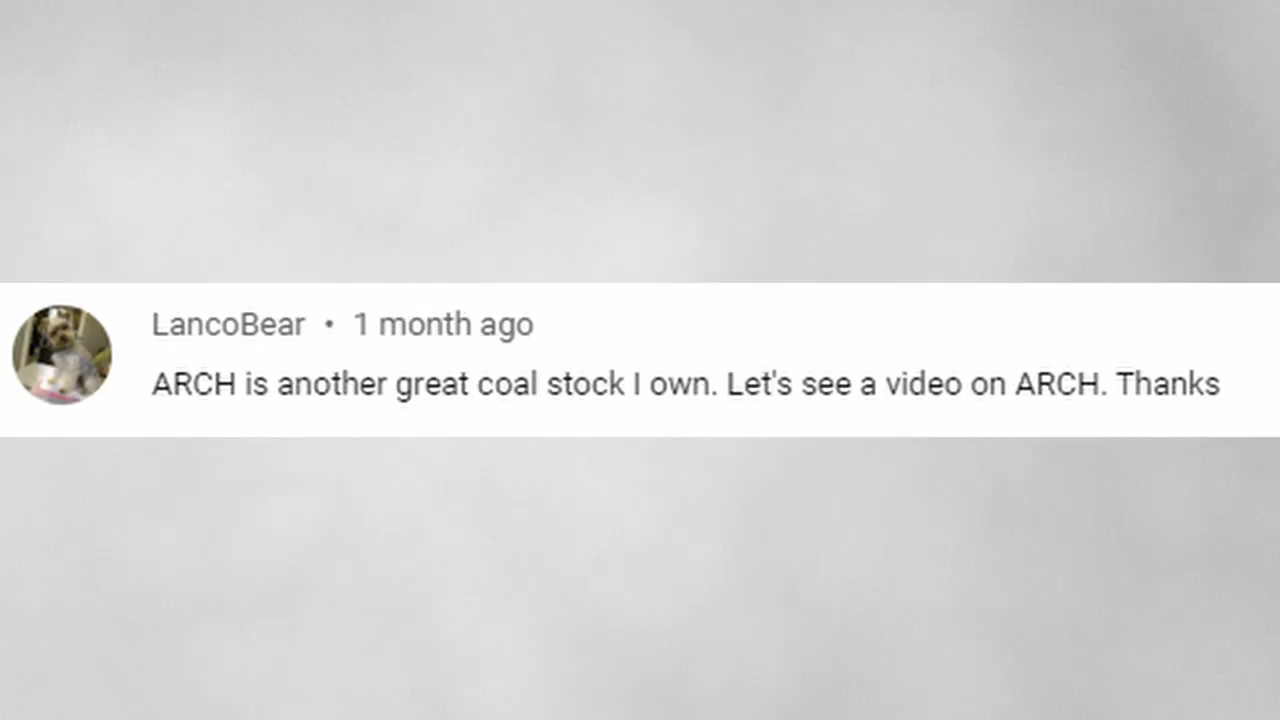 LancoBear • 1 month ago
ARCH is another great coal stock I own. Let's see a video on ARCH. Thanks